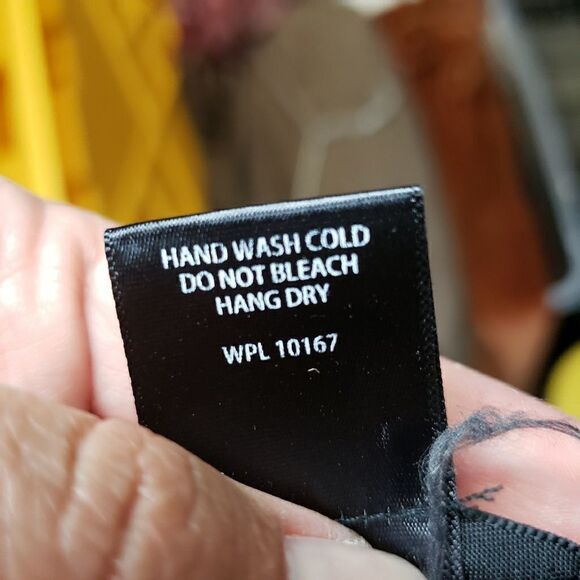 HAND WASH COLD
DO NOT BLEACH
HANG DRY
WPL 10167